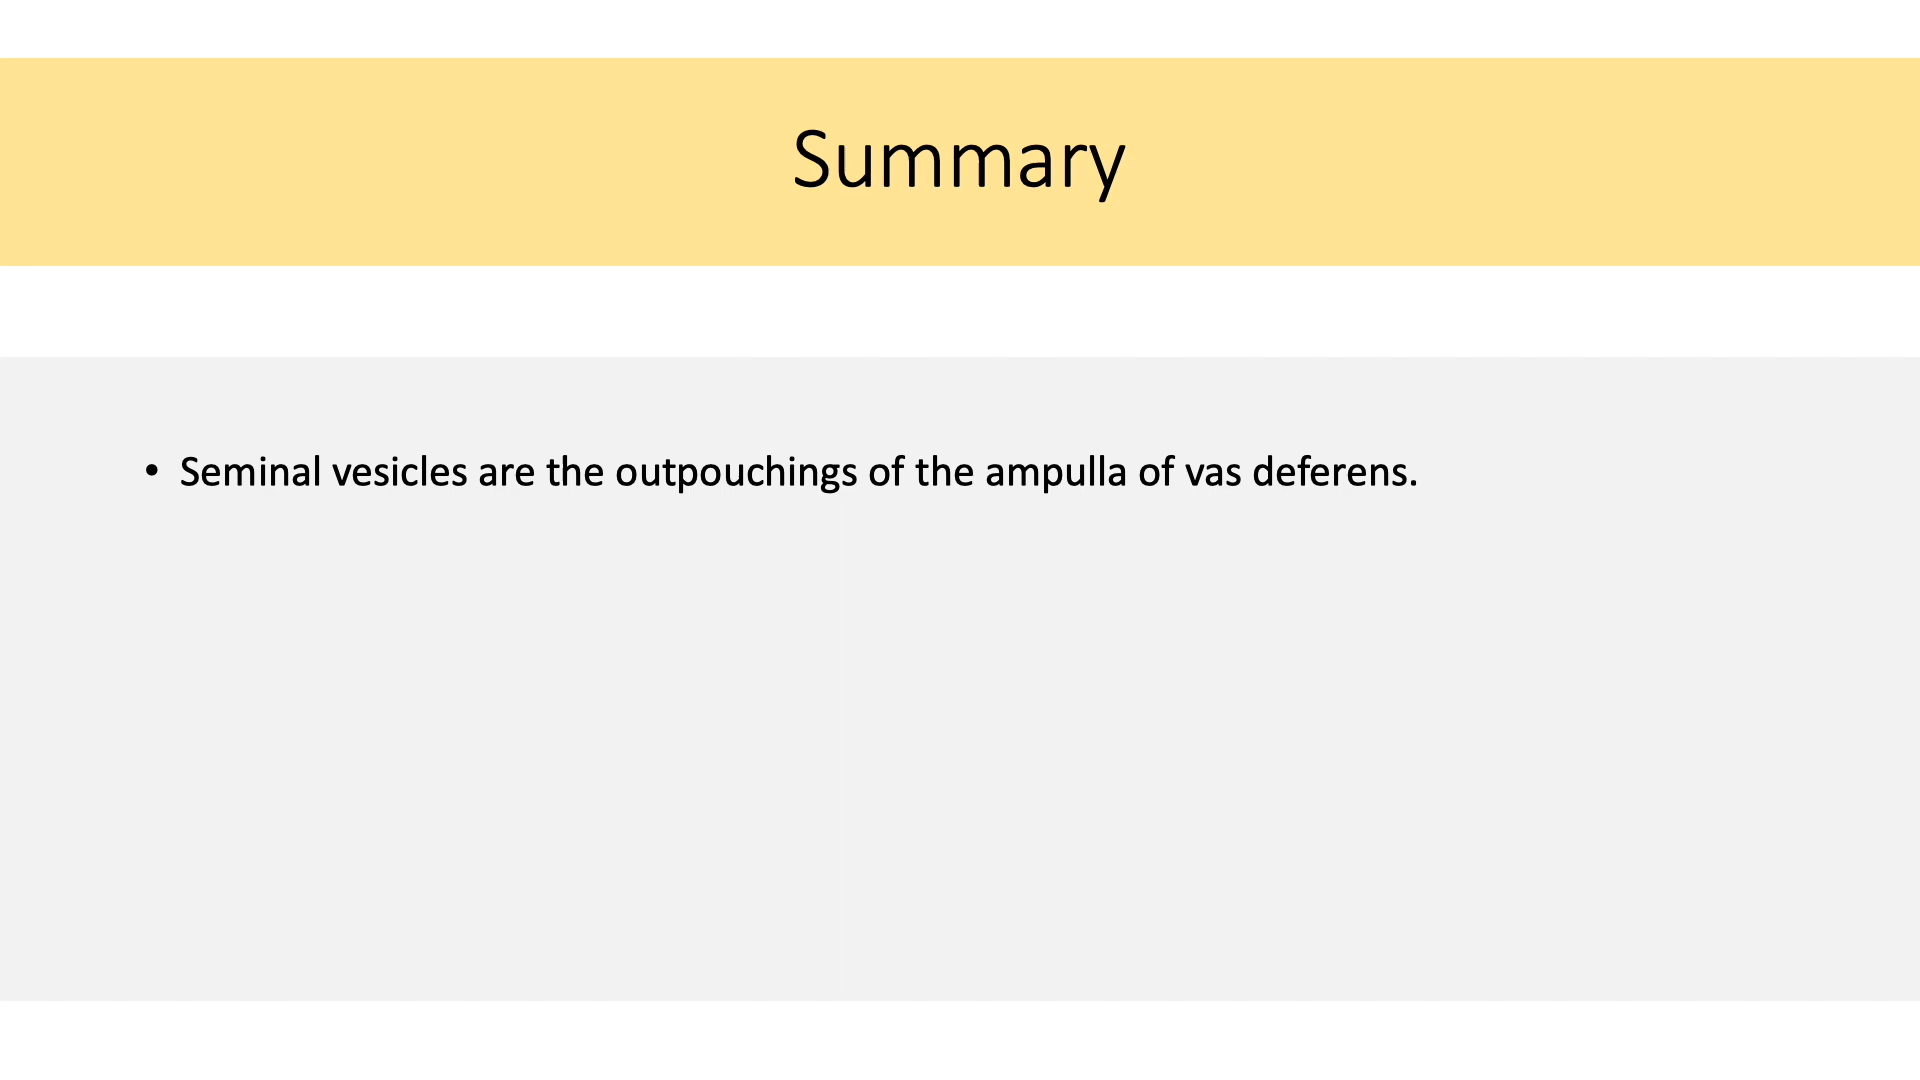 Summary
• Seminal vesicles are the outpouchings of the ampulla of vas deferens.